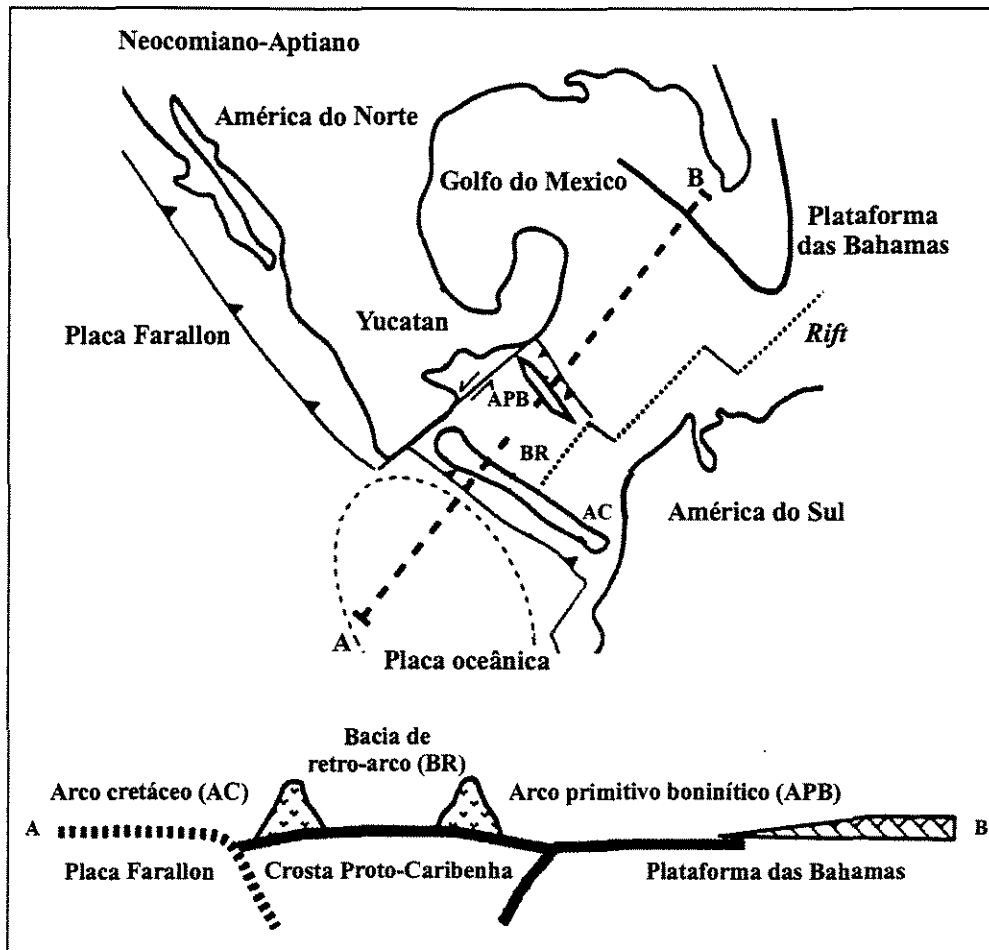 Neocomiano-Aptiano
América do Norte
Golfo do Mexico
B
Plataforma
das Bahamas
Placa Farallon
Yucatan
Rift
APB
BR
AC
América do Sul
A
Placa oceânica
Bacia de
retro-arco (BR)
Arco cretáceo (AC)
Arco primitivo boninítico (APB)
A
B
Placa Farallon
Crosta Proto-Caribenha
Plataforma das Bahamas